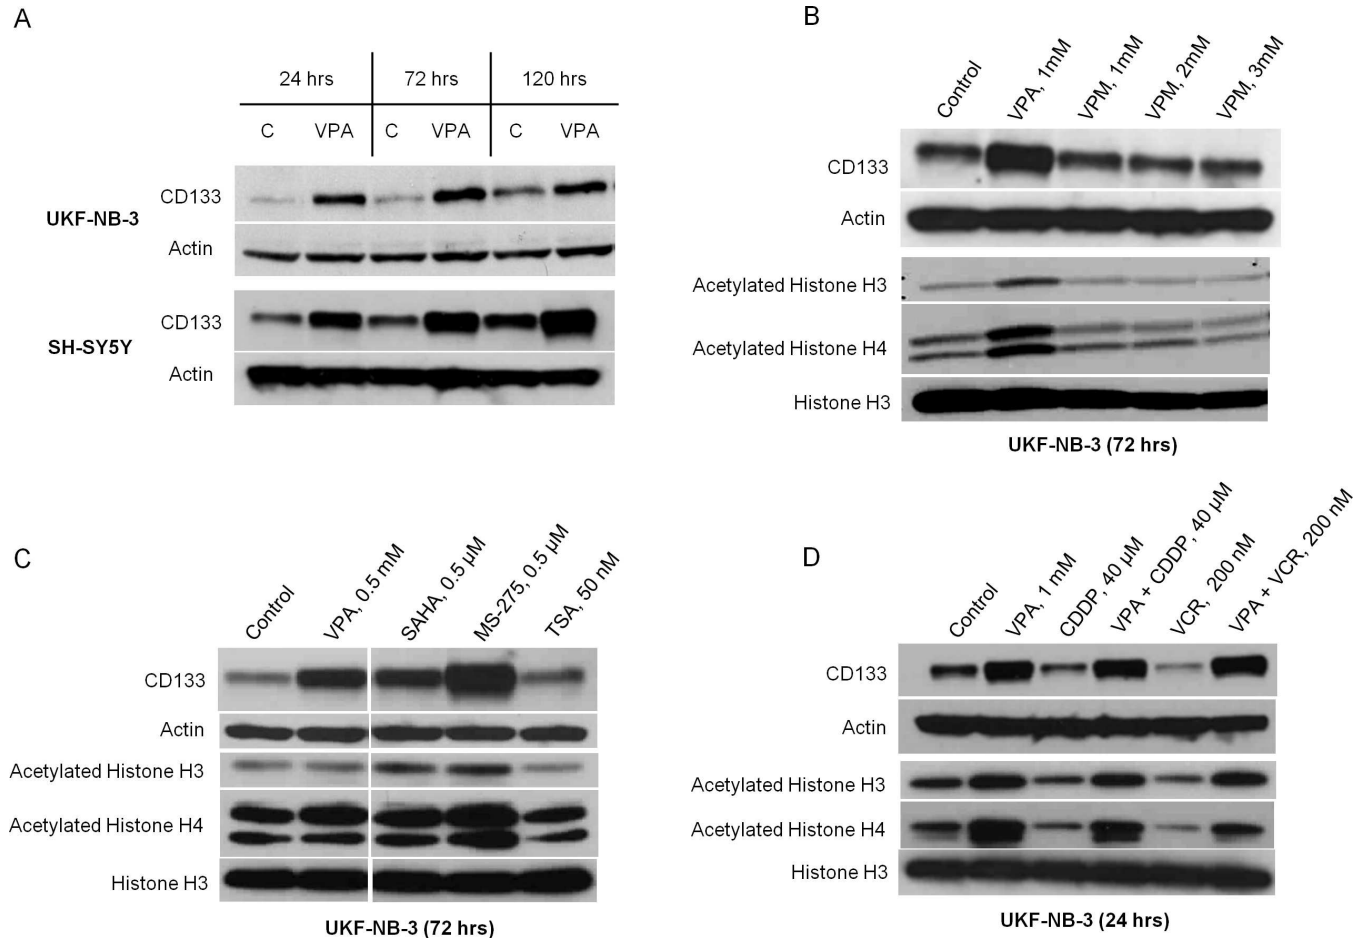 A
24 hrs 72 hrs 120 hrs
C VPA C VPA C VPA
UKF-NB-3
CD133
Actin
SH-SY5Y
CD133
Actin
B
Control
VPA, 1mM
VPM, 1mM
VPM, 2mM
VPM, 3mM
CD133
Actin
Acetylated Histone H3
Acetylated Histone H4
Histone H3
UKF-NB-3 (72 hrs)
C
Control
VPA, 0.5 mM
SAHA, 0.5 µM
MS-275, 0.5 µM
TSA, 50 nM
CD133
Actin
Acetylated Histone H3
Acetylated Histone H4
Histone H3
UKF-NB-3 (72 hrs)
D
Control
VPA, 1 mM
CDDP, 40 µM
VPA + CDDP, 40 µM
VCR, 200 nM
VPA + VCR, 200 nM
CD133
Actin
Acetylated Histone H3
Acetylated Histone H4
Histone H3
UKF-NB-3 (24 hrs)